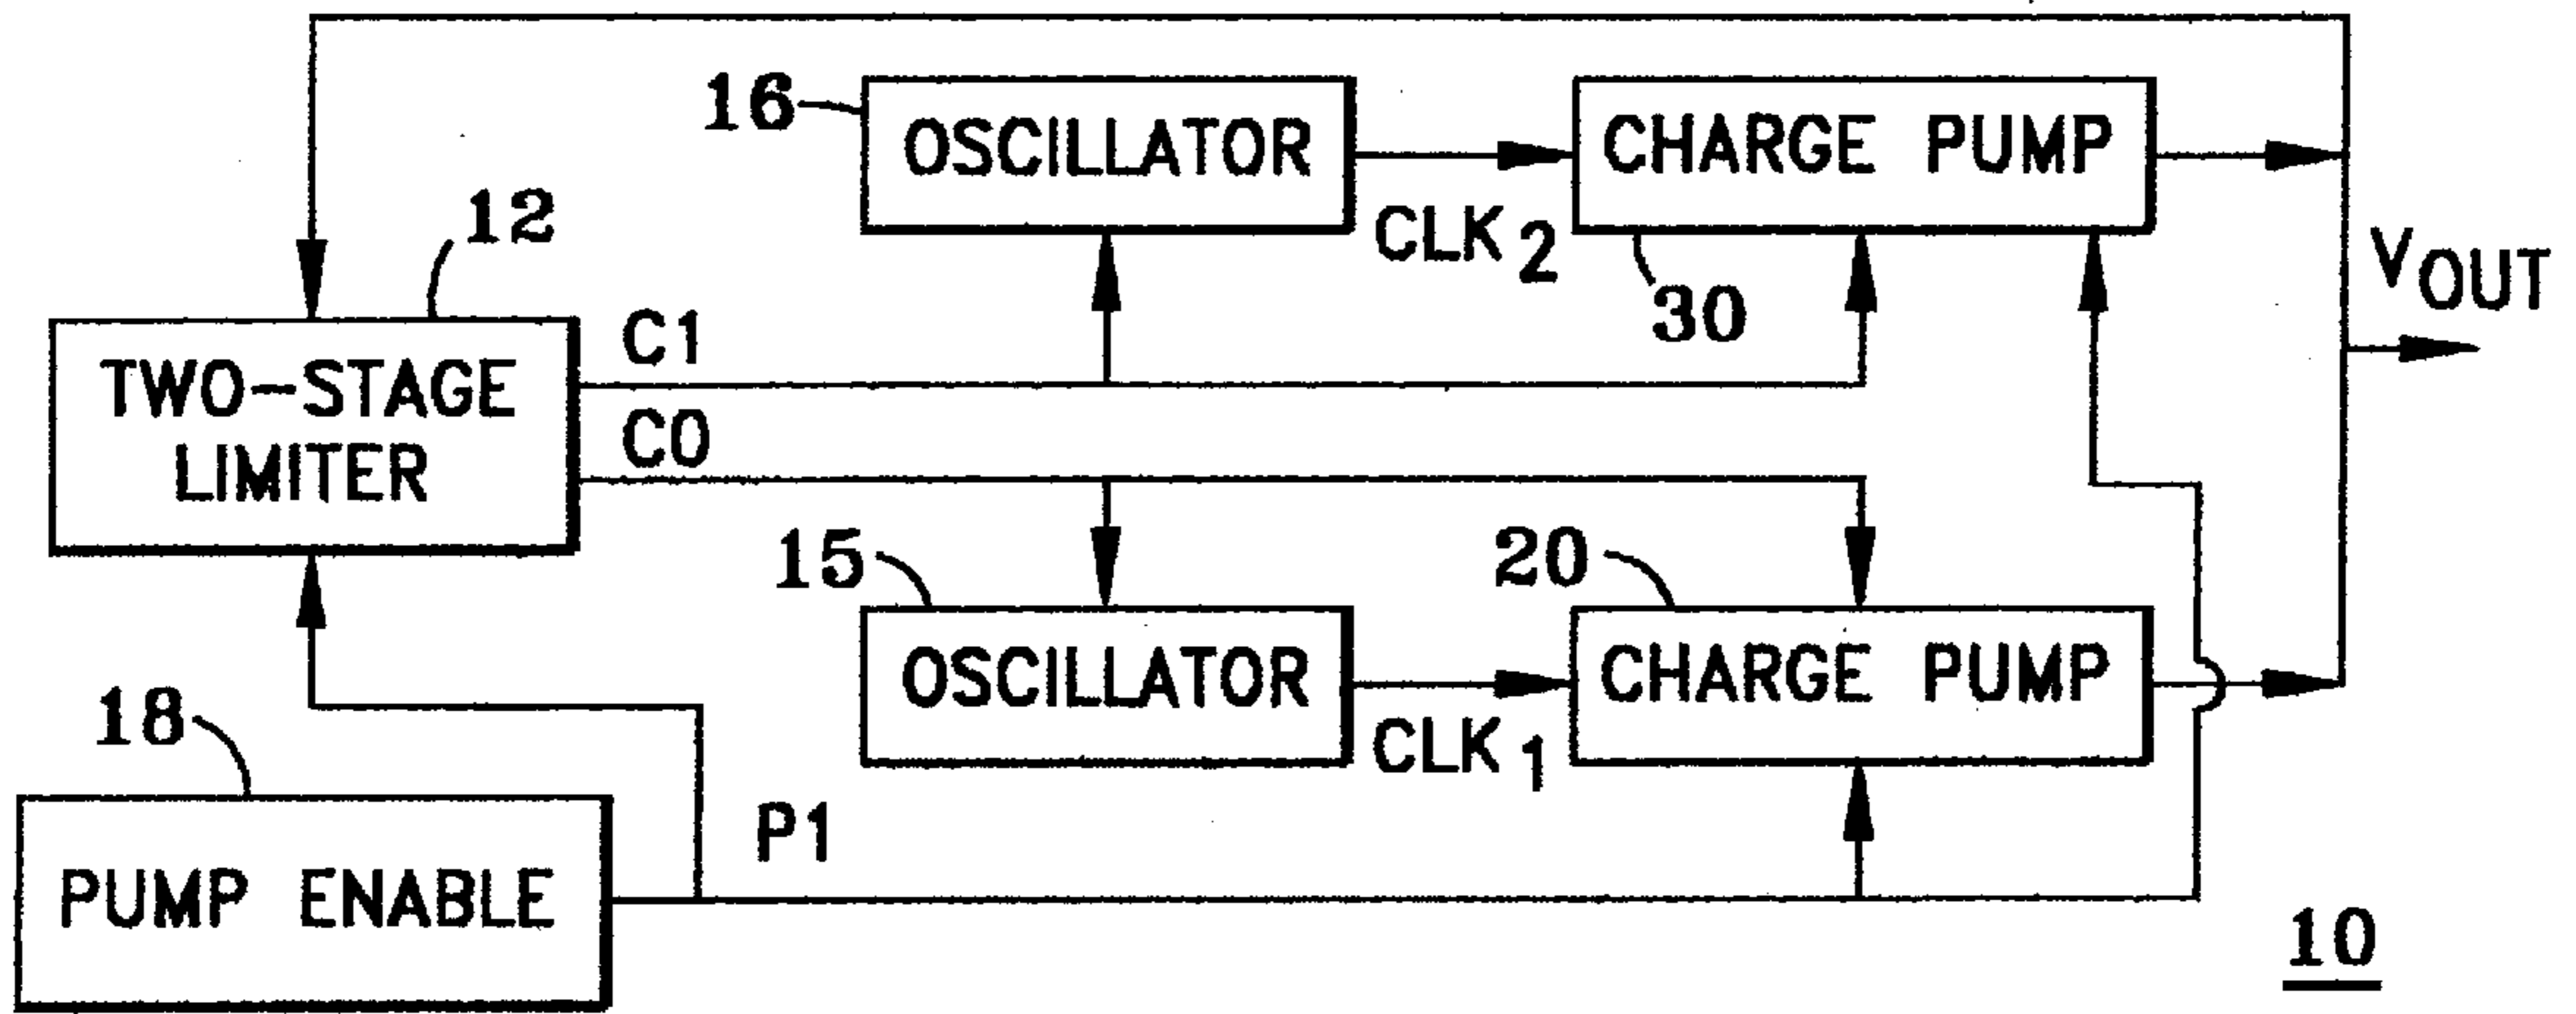 16
OSCILLATOR
CHARGE PUMP
CLK2
30
VOUT
12
TWO-STAGE
LIMITER
C1
C0
15
OSCILLATOR
20
CHARGE PUMP
CLK1
18
PUMP ENABLE
P1
10